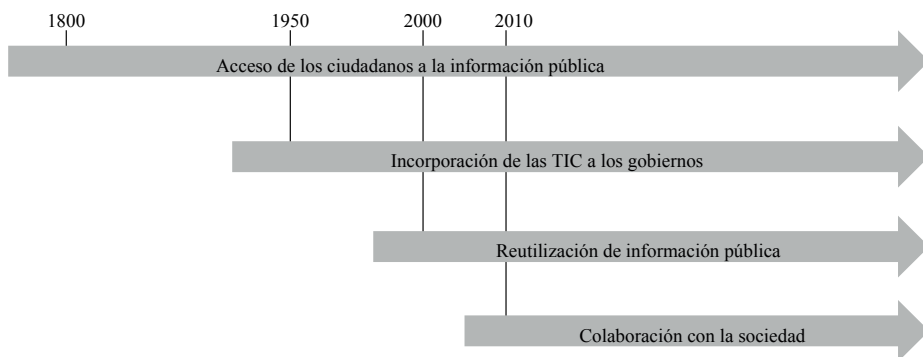 1800 1950 2000 2010
Acceso de los ciudadanos a la información pública
Incorporación de las TIC a los gobiernos
Reutilización de información pública
Colaboración con la sociedad